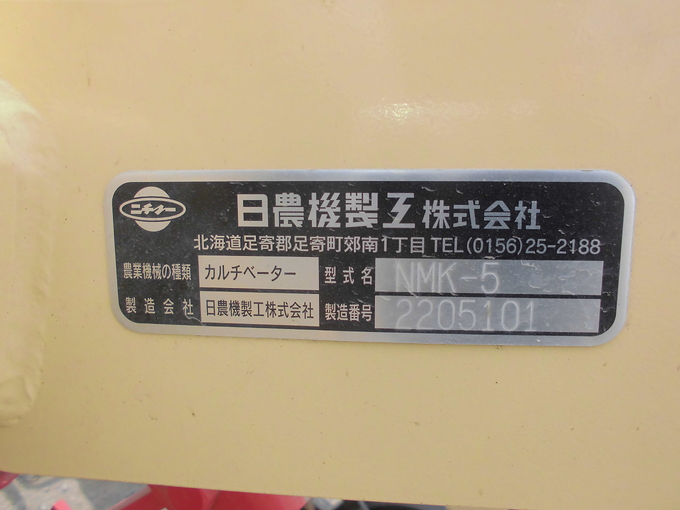 ニチノー
日農機製工株式会社
北海道足寄郡足寄町郊南1丁目 TEL(0156)25-2188
農業機械の種類 カルチベーター 型式名 NMK-5
製造会社 日農機製工株式会社 製造番号 2205101